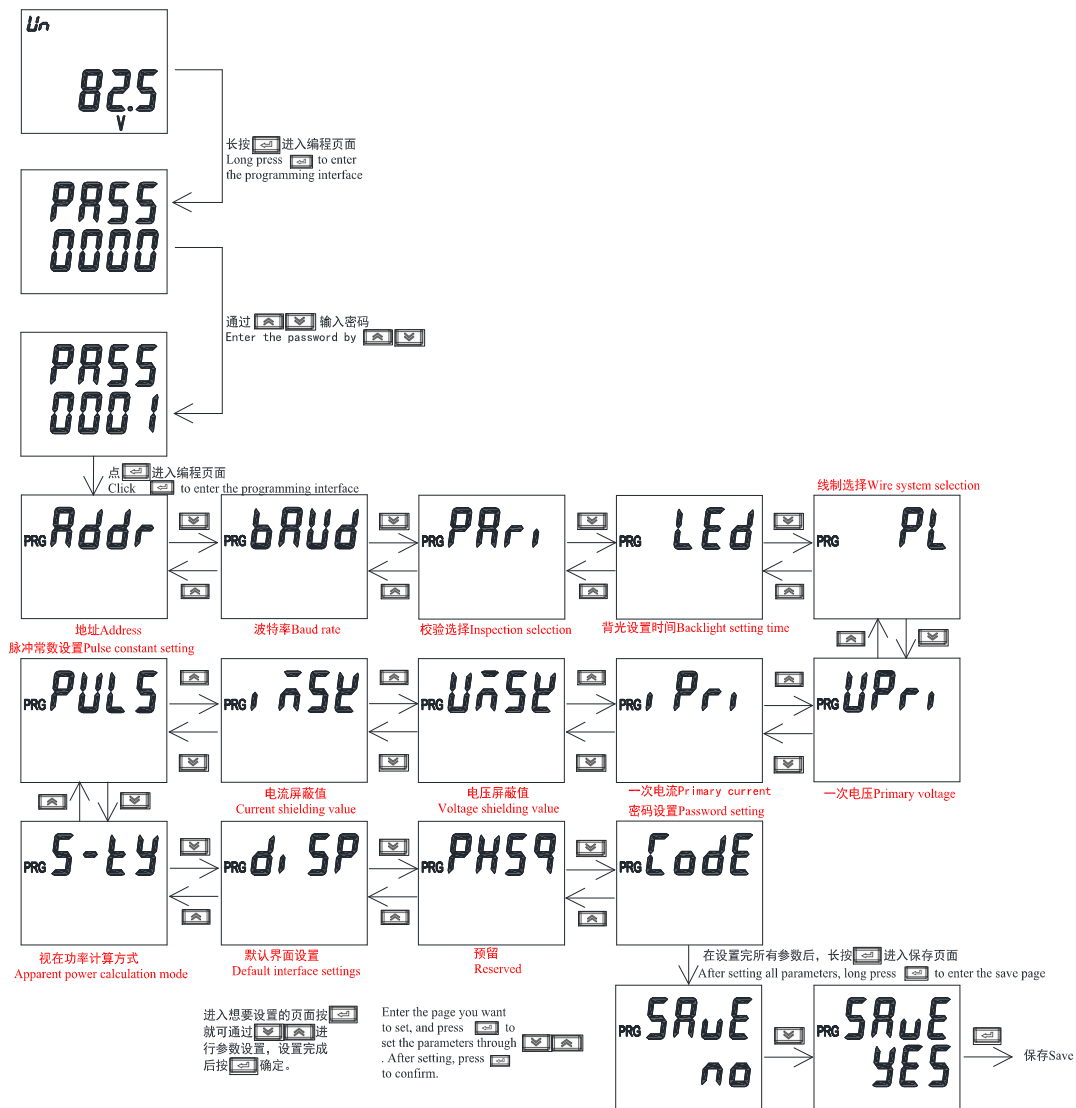 Un
82.5
V
长按进入编程页面
Long press to enter
the programming interface
PASS
0000
通过输入密码
Enter the password by
PASS
0001
点进入编程页面
Click to enter the programming interface
线制选择Wire system selection
PRG Addr
PRG bAUd
PRG PAri
PRG LEd
PRG PL
地址Address
波特率Baud rate
校验选择Inspection selection
背光设置时间Backlight setting time
脉冲常数设置Pulse constant setting
PRG PULS
PRG
PRG
PRG i Pri
PRG UPri
电流屏蔽值
Current shielding value
电压屏蔽值
Voltage shielding value
一次电流Primary current
一次电压Primary voltage
密码设置Password setting
PRG S-ty
PRG di SP
PRG PHSq
PRG CodE
视在功率计算方式
Apparent power calculation mode
默认界面设置
Default interface settings
预留
Reserved
在设置完所有参数后，长按进入保存页面
After setting all parameters, long press to enter the save page
进入想要设置的页面按
就可通过进
行参数设置，设置完成
后按确定。
Enter the page you want
to set, and press to
set the parameters through
. After setting, press
to confirm.
PRG SAvE
no
PRG SAvE
YES
保存Save